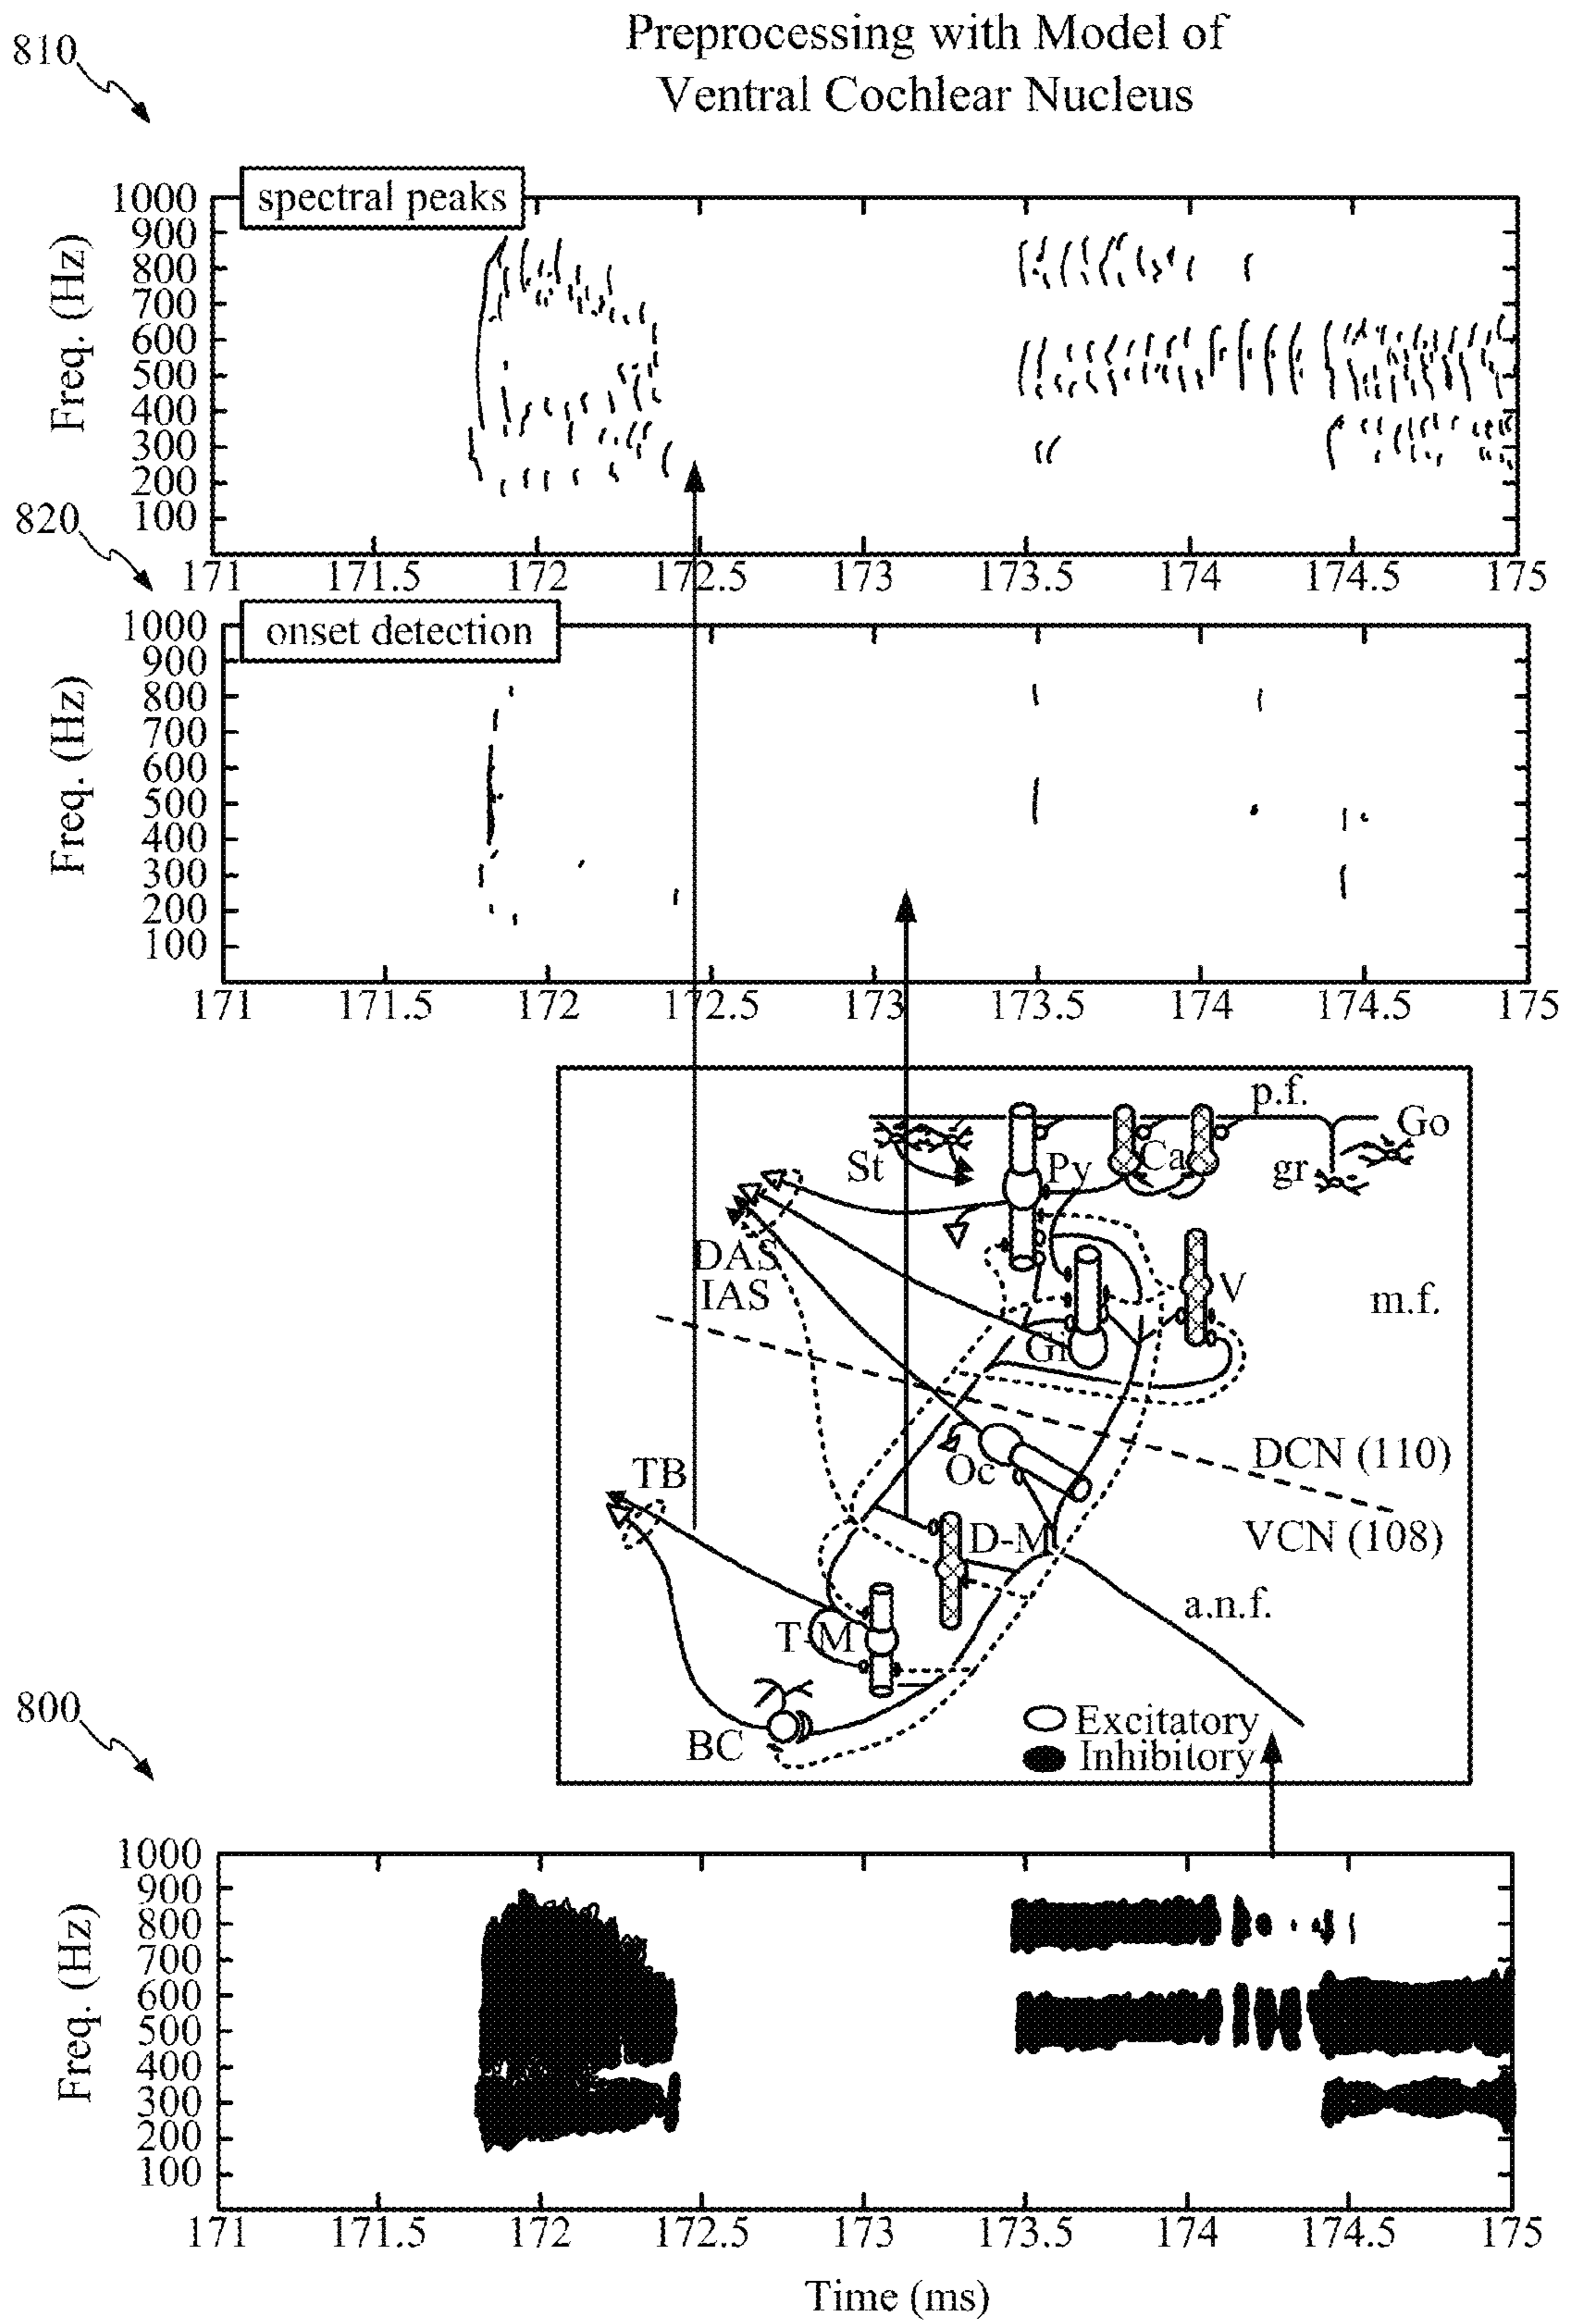 Preprocessing with Model of
Ventral Cochlear Nucleus
810
spectral peaks
1000
900
800
700
600
500
400
300
200
100
Freq. (Hz)
171 171.5 172 172.5 173 173.5 174 174.5 175
820
onset detection
1000
900
800
700
600
500
400
300
200
100
Freq. (Hz)
171 171.5 172 172.5 173 173.5 174 174.5 175
p.f.
Go
St
Py
Ca
gr
DAS
IAS
V
m.f.
Gi
DCN (110)
Oc
TB
D-M
VCN (108)
a.n.f.
T-M
BC
Excitatory
Inhibitory
800
1000
900
800
700
600
500
400
300
200
100
Freq. (Hz)
171 171.5 172 172.5 173 173.5 174 174.5 175
Time (ms)